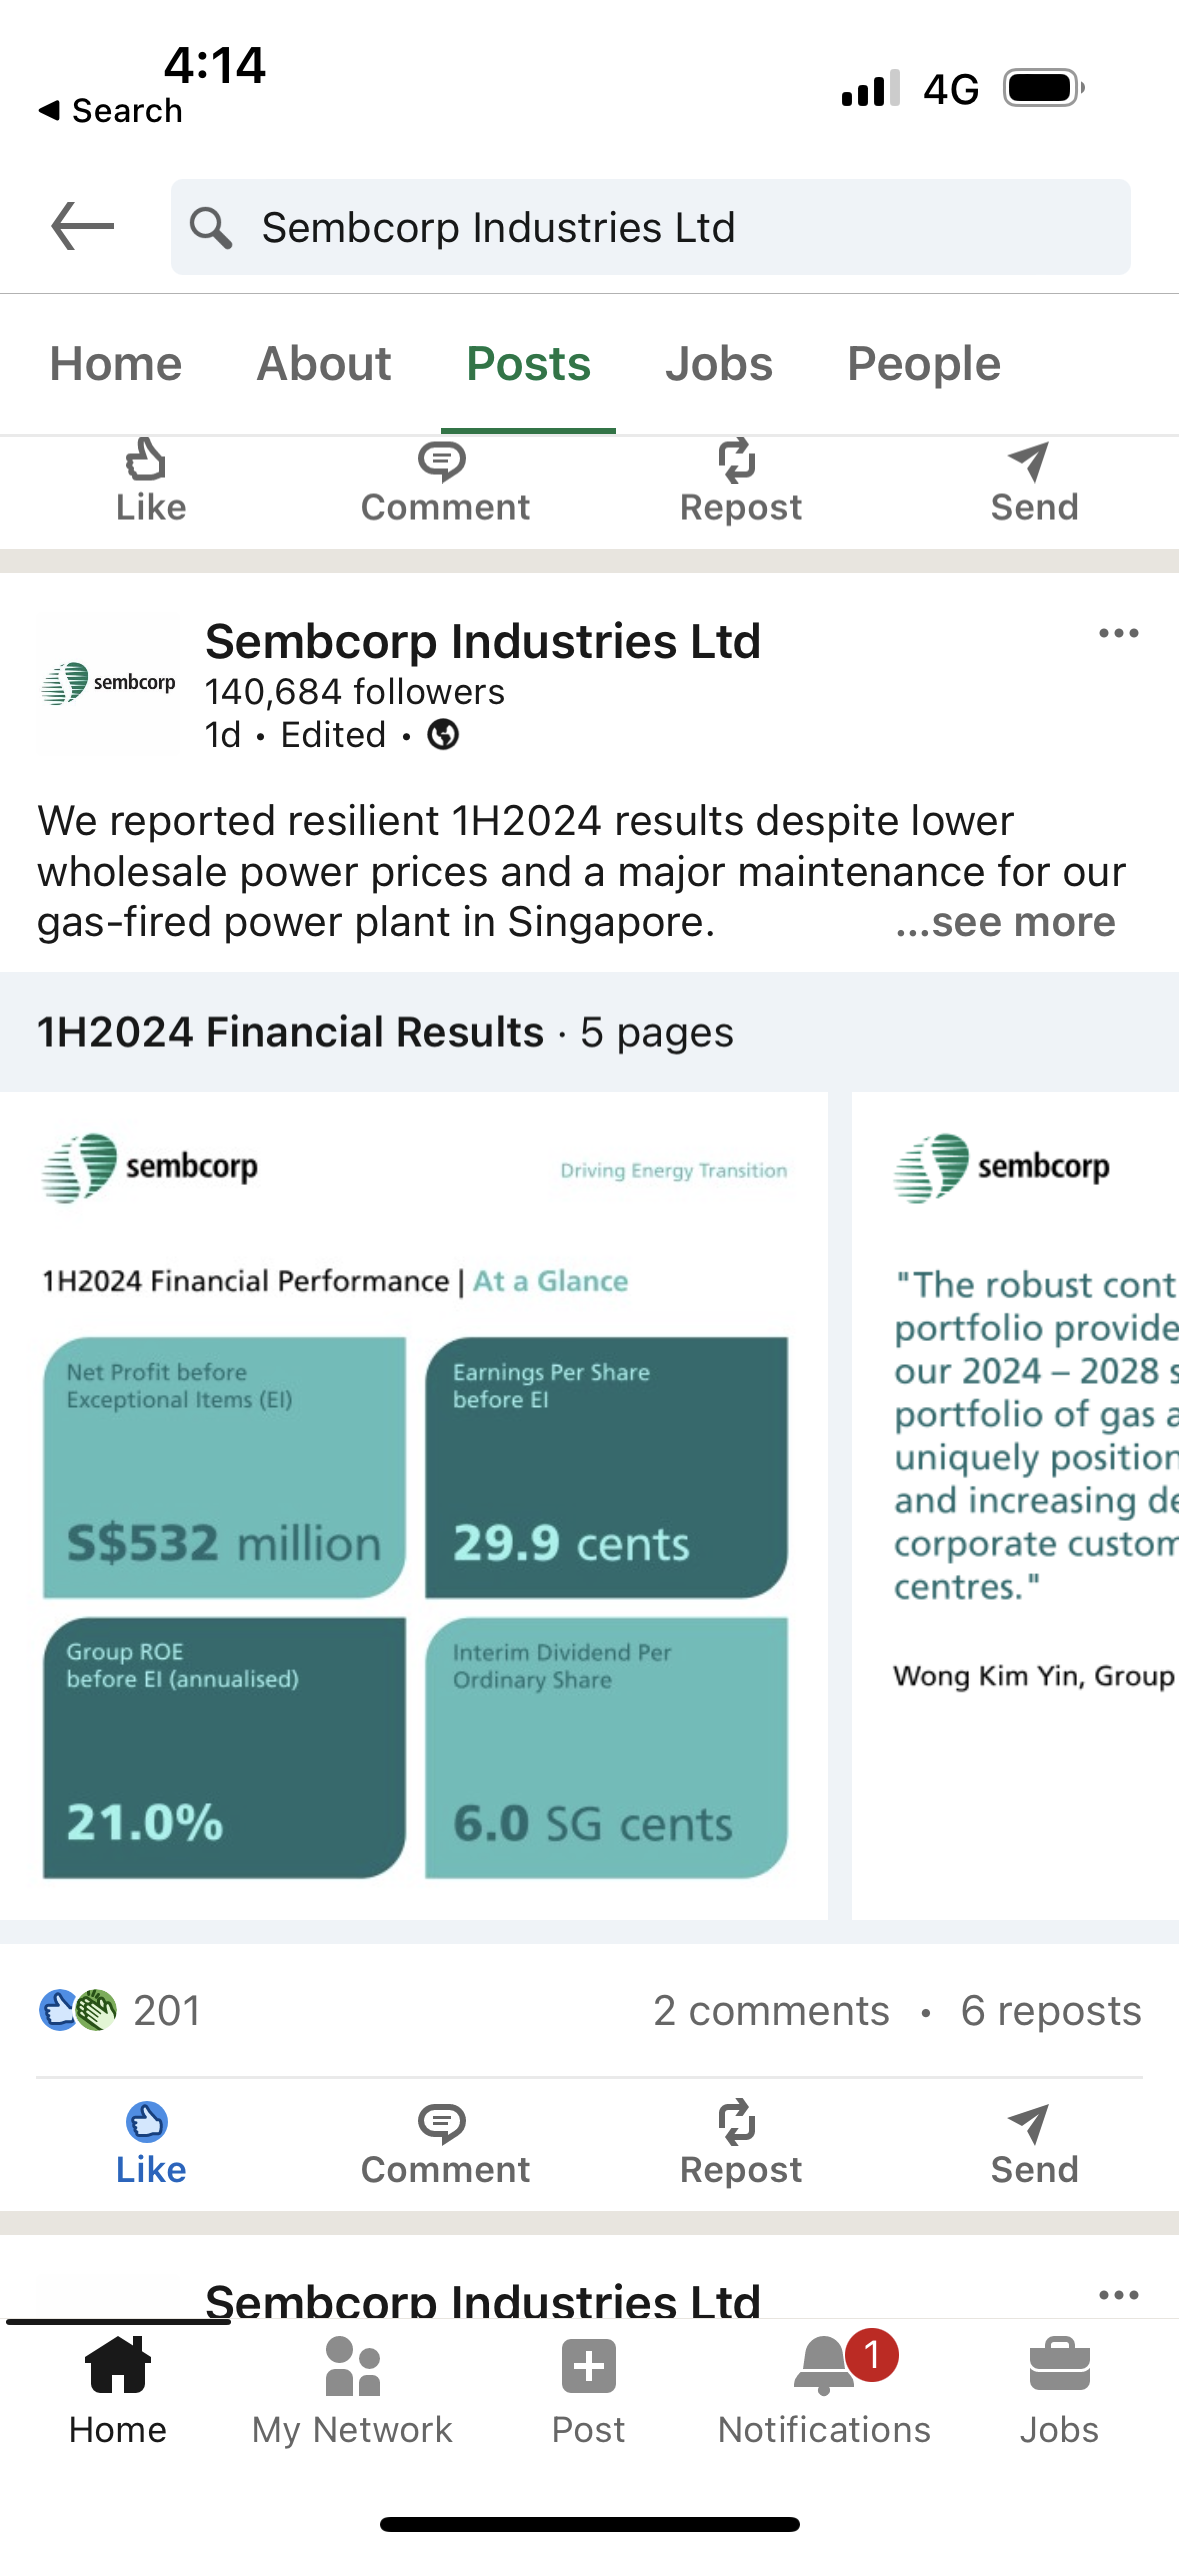 4:14
Search
4G
Sembcorp Industries Ltd
Home About Posts Jobs People
Like Comment Repost Send
Sembcorp Industries Ltd
sembcorp
140,684 followers
1d • Edited •
We reported resilient 1H2024 results despite lower
wholesale power prices and a major maintenance for our
gas-fired power plant in Singapore. ...see more
1H2024 Financial Results · 5 pages
sembcorp
Driving Energy Transition
1H2024 Financial Performance | At a Glance
Net Profit before
Exceptional Items (EI)
S$532 million
Earnings Per Share
before EI
29.9 cents
Group ROE
before EI (annualised)
21.0%
Interim Dividend Per
Ordinary Share
6.0 SG cents
sembcorp
"The robust cont
portfolio provide
our 2024 – 2028 s
portfolio of gas a
uniquely position
and increasing de
corporate custom
centres."
Wong Kim Yin, Group
201
2 comments • 6 reposts
Like Comment Repost Send
Sembcorp Industries Ltd
1
Home My Network Post Notifications Jobs